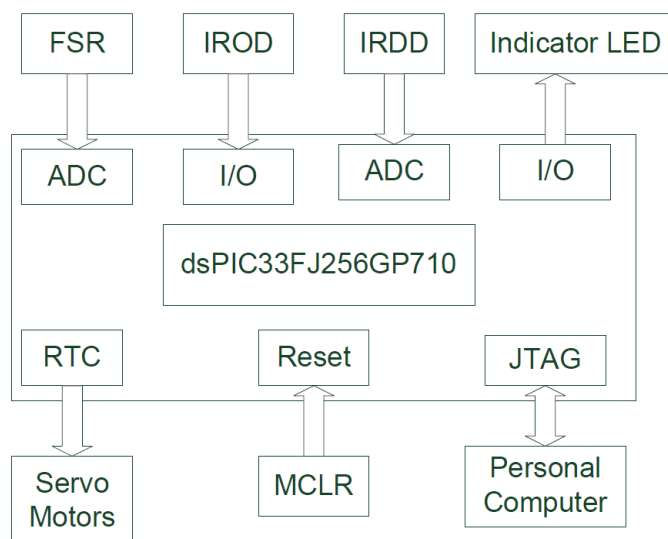 FSR
IROD
IRDD
Indicator LED
ADC
I/O
ADC
I/O
dsPIC33FJ256GP710
RTC
Reset
JTAG
Servo
Motors
MCLR
Personal
Computer